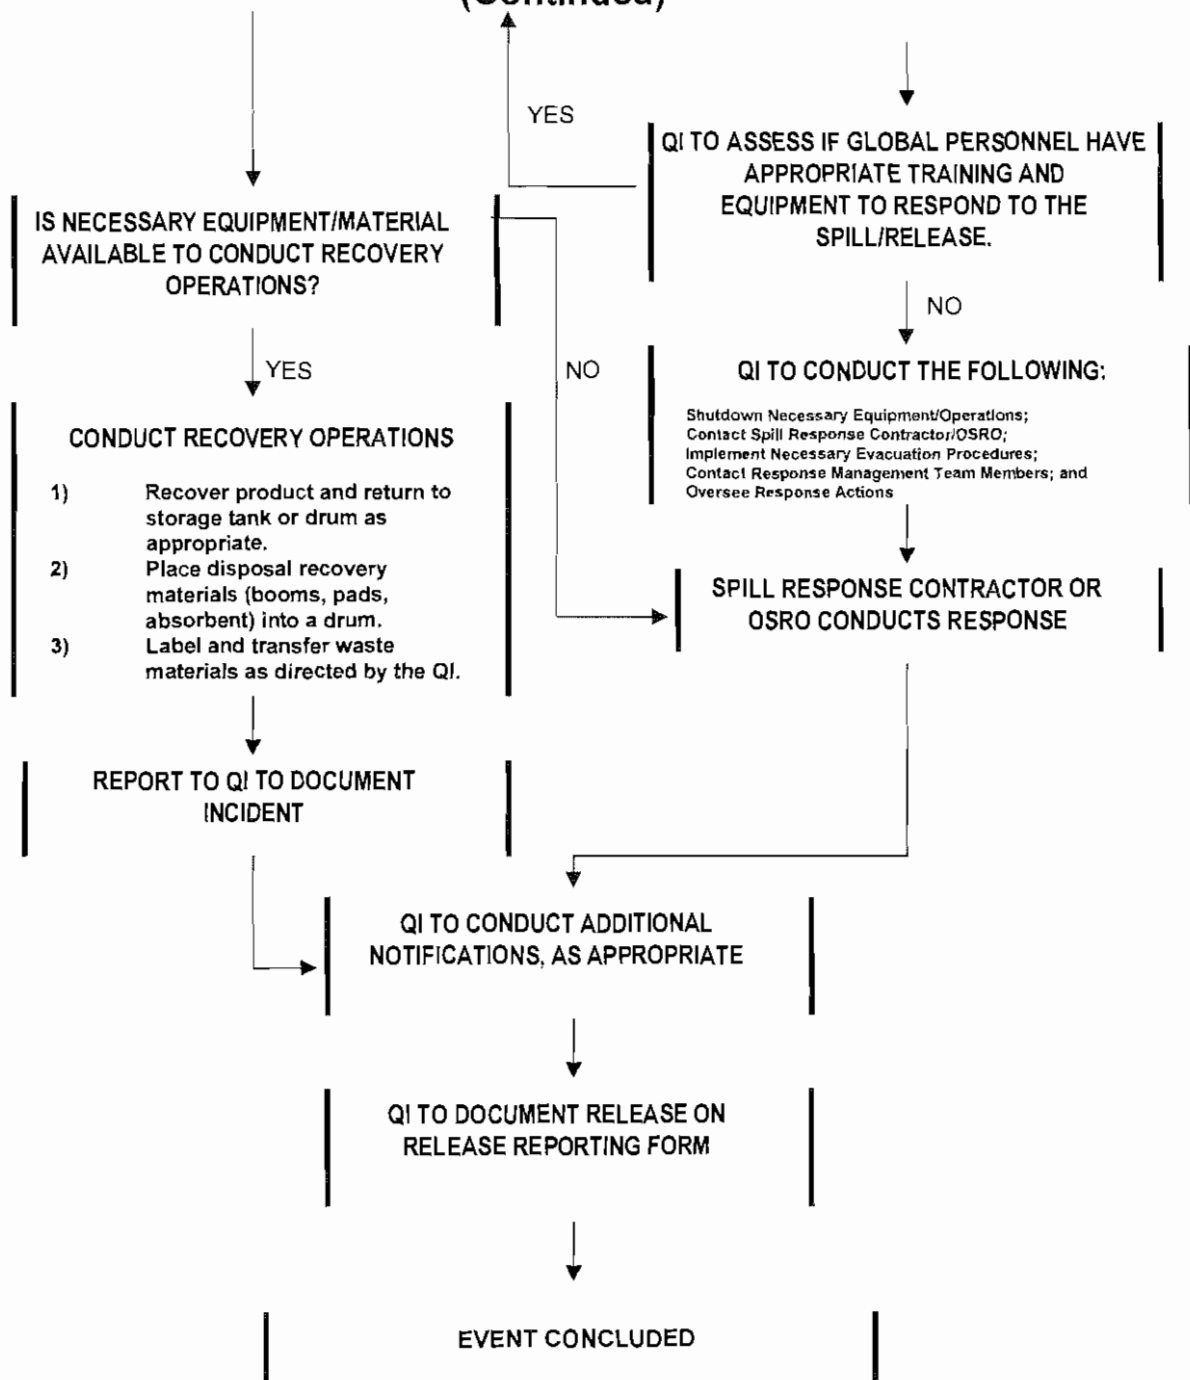 (Continued)
YES
QI TO ASSESS IF GLOBAL PERSONNEL HAVE
APPROPRIATE TRAINING AND
EQUIPMENT TO RESPOND TO THE
SPILL/RELEASE.
IS NECESSARY EQUIPMENT/MATERIAL
AVAILABLE TO CONDUCT RECOVERY
OPERATIONS?
NO
YES
NO
QI TO CONDUCT THE FOLLOWING:
Shutdown Necessary Equipment/Operations;
Contact Spill Response Contractor/OSRO;
Implement Necessary Evacuation Procedures;
Contact Response Management Team Members; and
Oversee Response Actions
CONDUCT RECOVERY OPERATIONS
1) Recover product and return to
storage tank or drum as
appropriate.
2) Place disposal recovery
materials (booms, pads,
absorbent) into a drum.
3) Label and transfer waste
materials as directed by the QI.
SPILL RESPONSE CONTRACTOR OR
OSRO CONDUCTS RESPONSE
REPORT TO QI TO DOCUMENT
INCIDENT
QI TO CONDUCT ADDITIONAL
NOTIFICATIONS, AS APPROPRIATE
QI TO DOCUMENT RELEASE ON
RELEASE REPORTING FORM
EVENT CONCLUDED